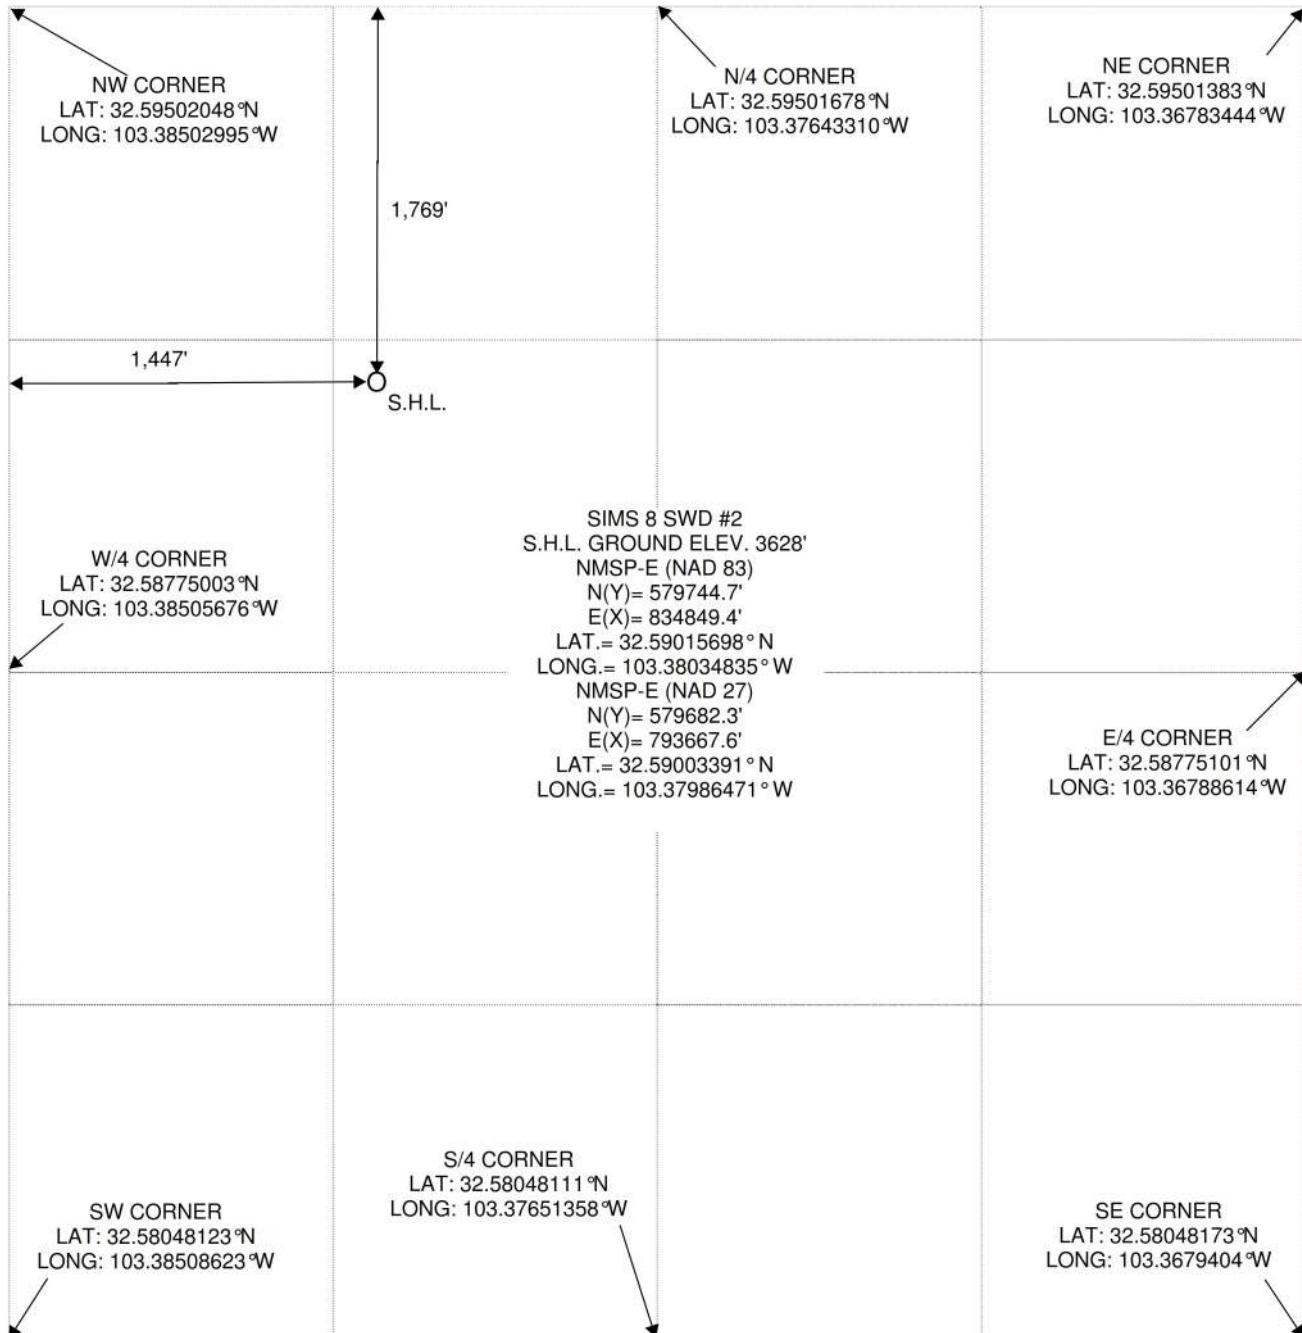 NW CORNER
LAT: 32.59502048°N
LONG: 103.38502995°W
N/4 CORNER
LAT: 32.59501678°N
LONG: 103.37643310°W
NE CORNER
LAT: 32.59501383°N
LONG: 103.36783444°W
1,769'
1,447'
S.H.L.
SIMS 8 SWD #2
S.H.L. GROUND ELEV. 3628'
NMSP-E (NAD 83)
N(Y)= 579744.7'
E(X)= 834849.4'
LAT.= 32.59015698° N
LONG.= 103.38034835° W
NMSP-E (NAD 27)
N(Y)= 579682.3'
E(X)= 793667.6'
LAT.= 32.59003391° N
LONG.= 103.37986471° W
W/4 CORNER
LAT: 32.58775003°N
LONG: 103.38505676°W
E/4 CORNER
LAT: 32.58775101°N
LONG: 103.36788614°W
S/4 CORNER
LAT: 32.58048111°N
LONG: 103.37651358°W
SW CORNER
LAT: 32.58048123°N
LONG: 103.38508623°W
SE CORNER
LAT: 32.58048173°N
LONG: 103.3679404°W